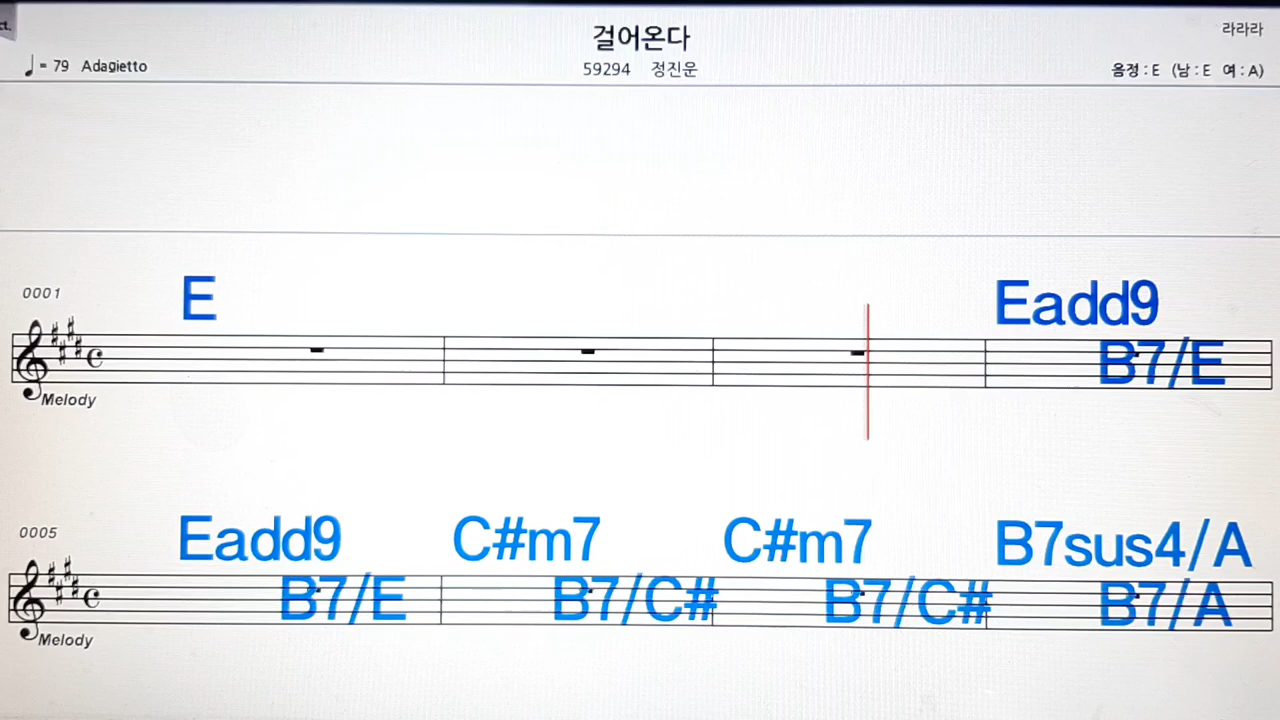 ct.
걸어온다
라라라
= 79 Adagietto
59294 정진운
음정 : E (남 : E 여 : A)
0001
E
Eadd9
B7/E
Melody
0005
Eadd9
C#m7
C#m7
B7sus4/A
B7/E
B7/C#
B7/C#
B7/A
Melody